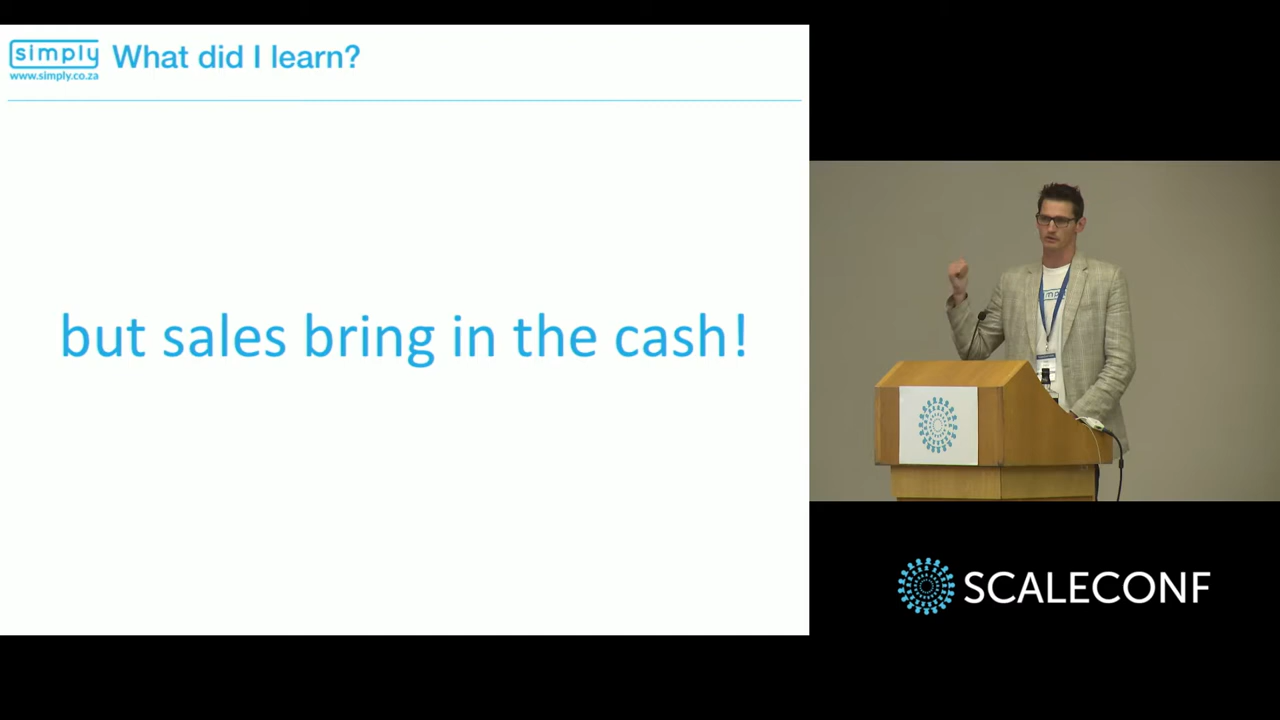 simply
www.simply.co.za
What did I learn?
but sales bring in the cash!
SCALECONF